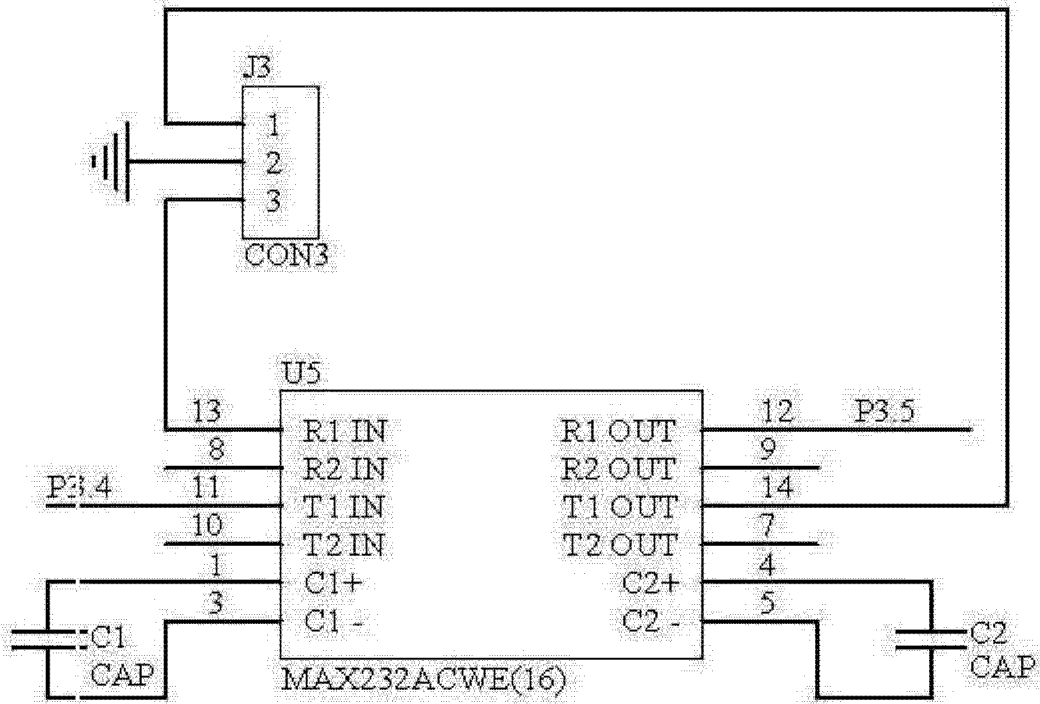 J3
1
2
3
CON3
U5
13 R1 IN R1 OUT 12 P3.5
8 R2 IN R2 OUT 9
P3.4 11 T1 IN T1 OUT 14
10 T2 IN T2 OUT 7
1 C1+ C2+ 4
3 C1 - C2 - 5
C1 C2
CAP CAP
MAX232ACWE(16)